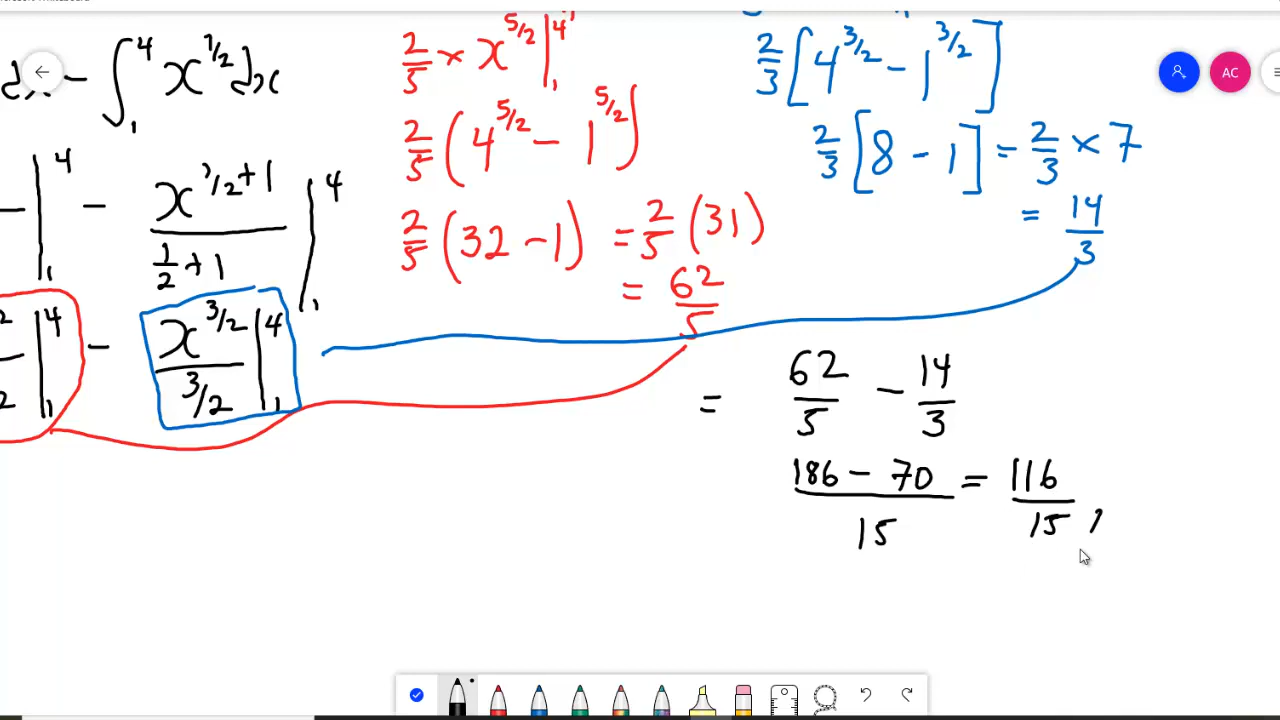 dx - ∫₁⁴ x^{1/2} dx
|₁⁴ - x^{1/2+1} / (1/2+1) |₁⁴
|₁⁴ - x^{3/2} / (3/2) |₁⁴
2/5 × x^{5/2} |₁⁴
2/5 (4^{5/2} - 1^{5/2})
2/5 (32 - 1) = 2/5 (31)
= 62/5
2/3 [4^{3/2} - 1^{3/2}]
2/3 [8 - 1] = 2/3 × 7
= 14/3
= 62/5 - 14/3
(186 - 70)/15 = 116/15
AC